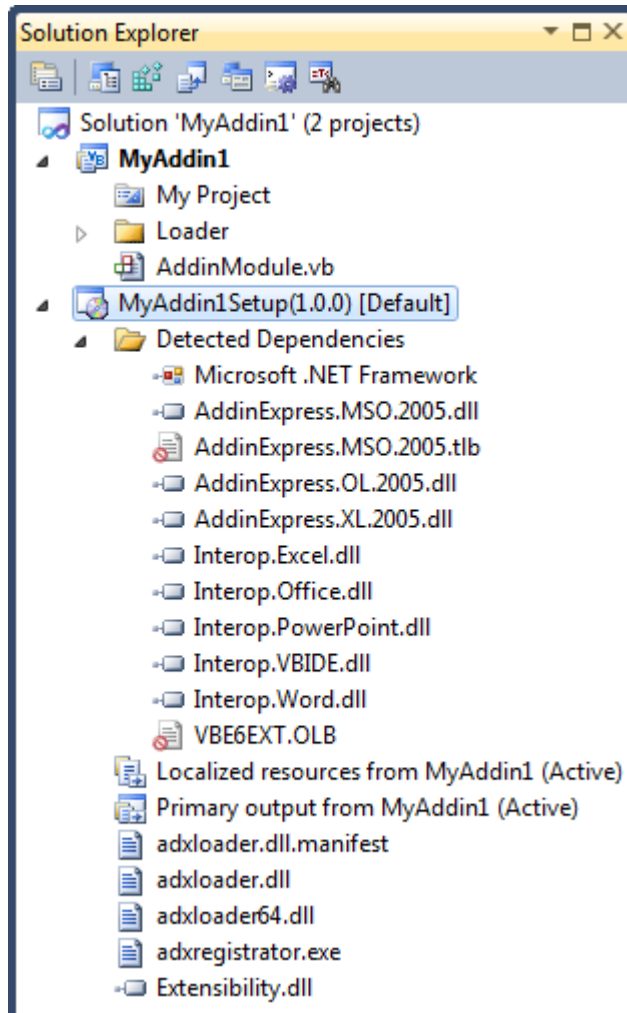 Solution Explorer
Solution 'MyAddin1' (2 projects)
MyAddin1
My Project
Loader
AddinModule.vb
MyAddin1Setup(1.0.0) [Default]
Detected Dependencies
Microsoft .NET Framework
AddinExpress.MSO.2005.dll
AddinExpress.MSO.2005.tlb
AddinExpress.OL.2005.dll
AddinExpress.XL.2005.dll
Interop.Excel.dll
Interop.Office.dll
Interop.PowerPoint.dll
Interop.VBIDE.dll
Interop.Word.dll
VBE6EXT.OLB
Localized resources from MyAddin1 (Active)
Primary output from MyAddin1 (Active)
adxloader.dll.manifest
adxloader.dll
adxloader64.dll
adxregistrator.exe
Extensibility.dll